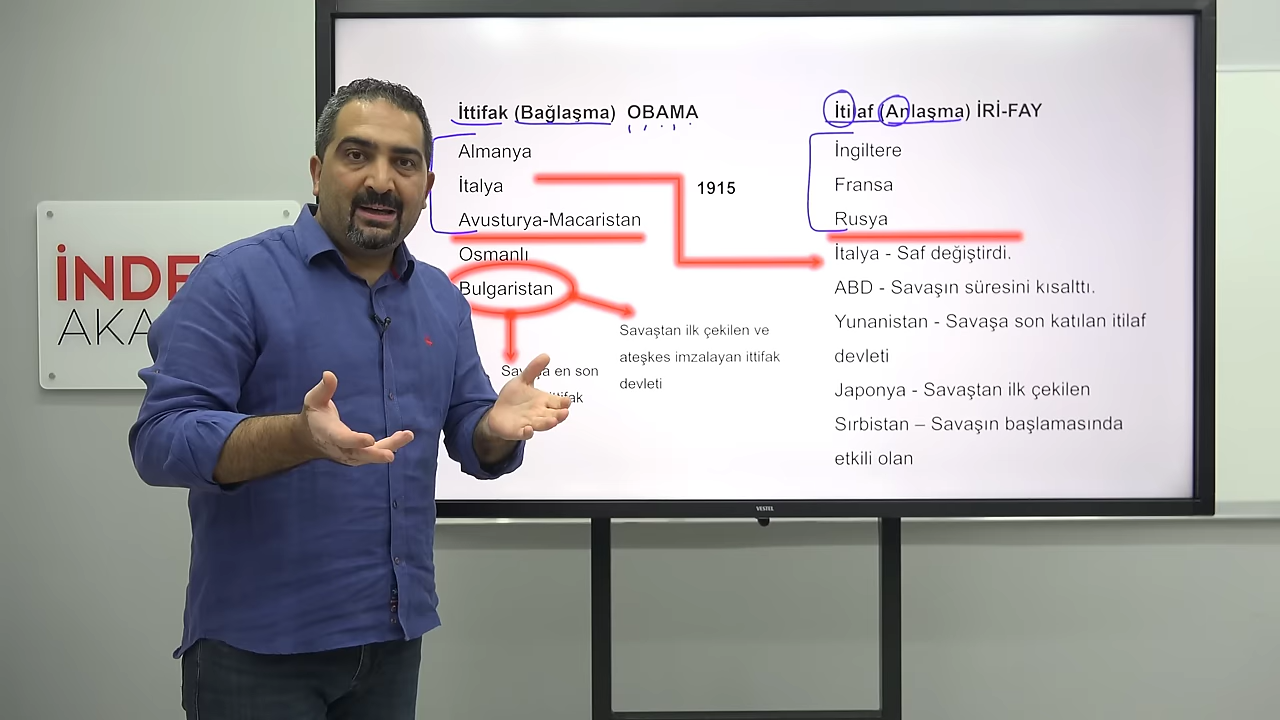 İttifak (Bağlaşma) OBAMA
Almanya
İtalya
Avusturya-Macaristan
Osmanlı
Bulgaristan
1915
Savaştan ilk çekilen ve
ateşkes imzalayan ittifak
devleti
en son
İtilaf (Anlaşma) İRİ-FAY
İngiltere
Fransa
Rusya
İtalya - Saf değiştirdi.
ABD - Savaşın süresini kısalttı.
Yunanistan - Savaşa son katılan itilaf
devleti
Japonya - Savaştan ilk çekilen
Sırbistan – Savaşın başlamasında
etkili olan
VESTEL